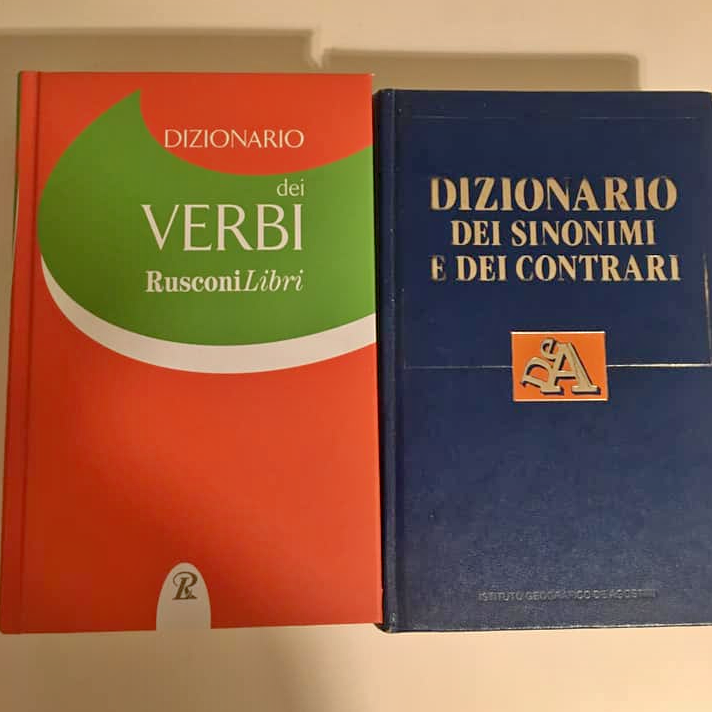 DIZIONARIO
dei
VERBI
RusconiLibri
R
DIZIONARIO
DEI SINONIMI
E DEI CONTRARI
DeA
ISTITUTO GEOGRAFICO DE AGOSTINI